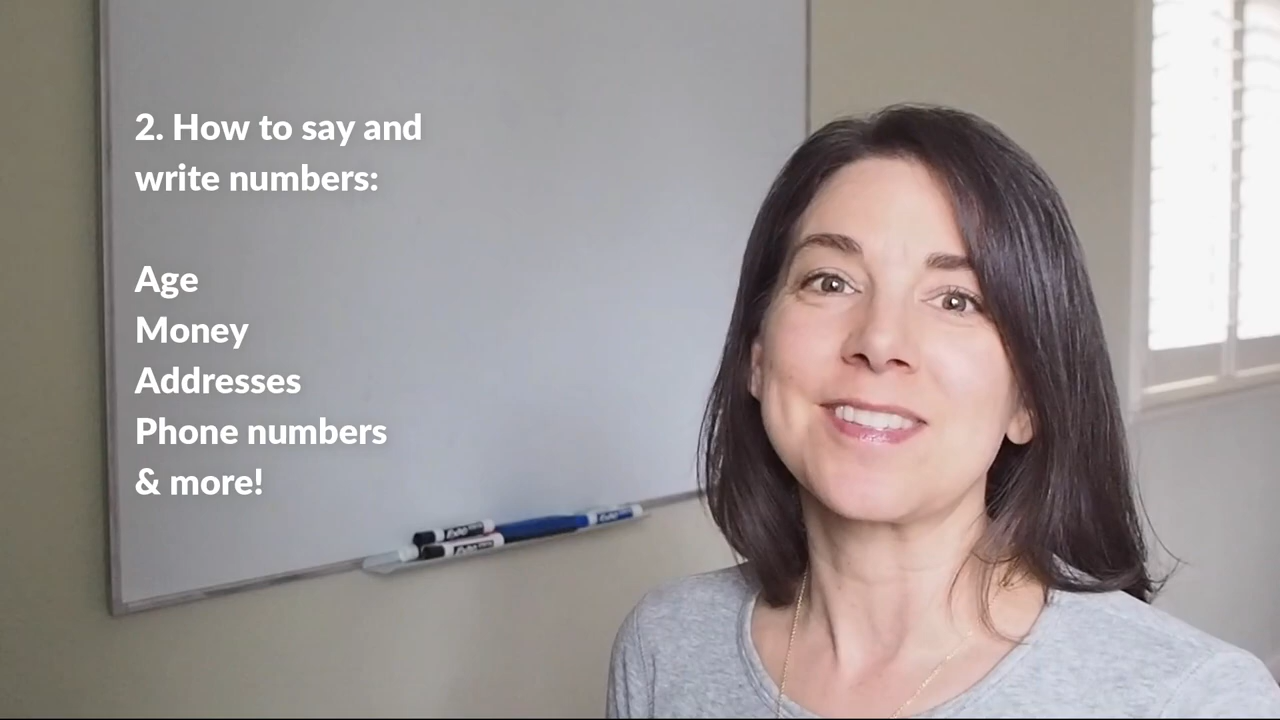 2. How to say and
write numbers:
Age
Money
Addresses
Phone numbers
& more!